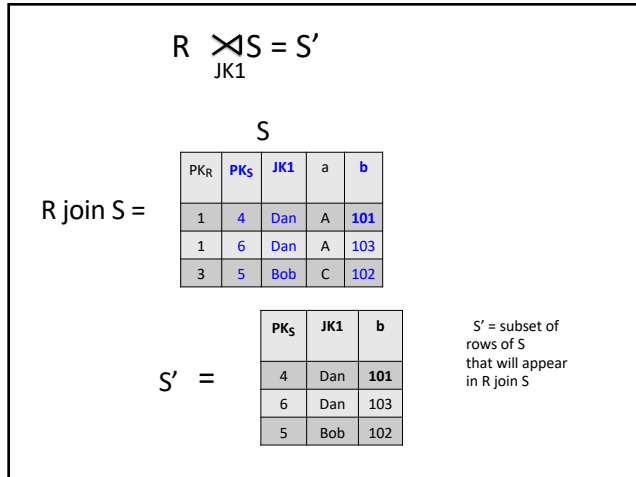 R ⋊S = S’
JK1
S
PKR PKS JK1 a b
R join S =
1 4 Dan A 101
1 6 Dan A 103
3 5 Bob C 102
PKS JK1 b
S’ =
4 Dan 101
6 Dan 103
5 Bob 102
S’ = subset of
rows of S
that will appear
in R join S